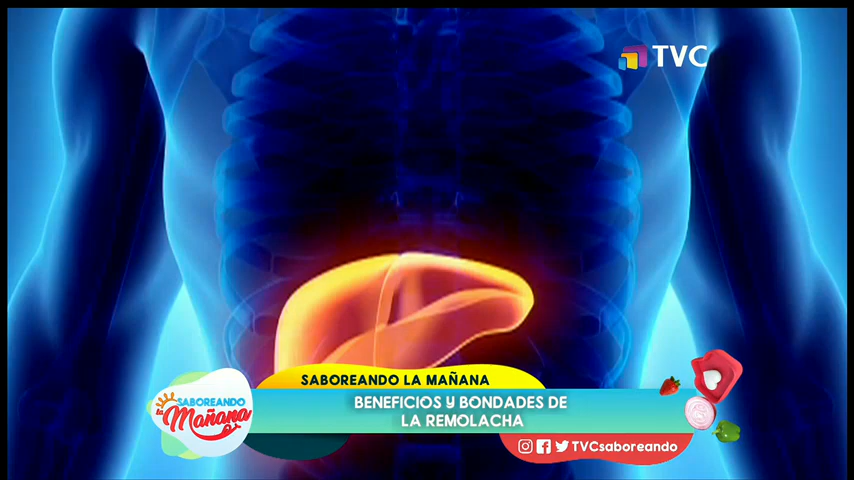 TVC
SABOREANDO LA MAÑANA
SABOREANDO
Mañana
BENEFICIOS Y BONDADES DE
LA REMOLACHA
TVCsaboreando